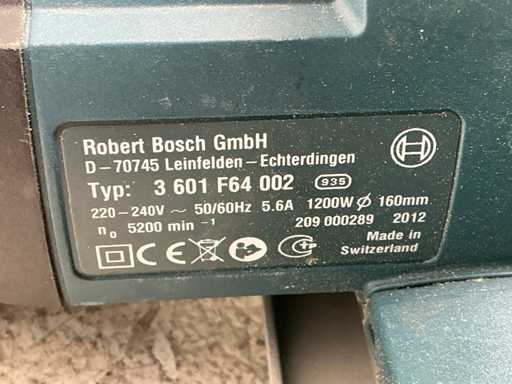 Robert Bosch GmbH
D-70745 Leinfelden-Echterdingen
Typ: 3 601 F64 002 935
220-240V ~ 50/60Hz 5.6A 1200W Ø 160mm
n₀ 5200 min⁻¹ 209 000289 2012
Made in
Switzerland
CE